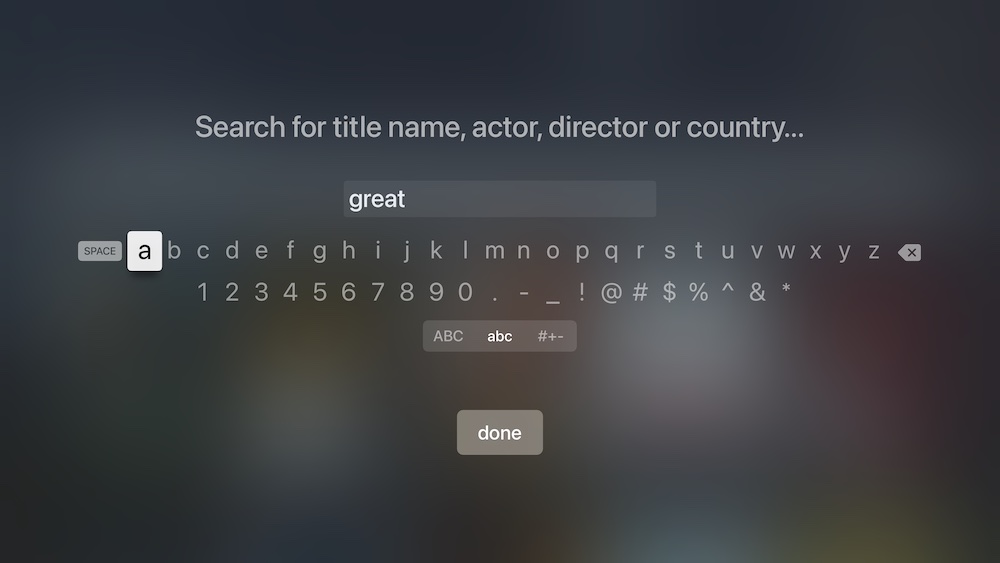 Search for title name, actor, director or country...
great
SPACE a b c d e f g h i j k l m n o p q r s t u v w x y z
1 2 3 4 5 6 7 8 9 0 . - _ ! @ # $ % ^ & *
ABC abc #+-
done